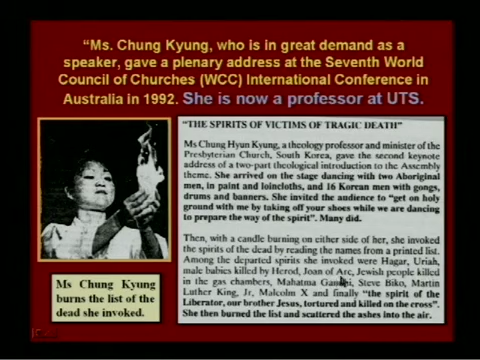 “Ms. Chung Kyung, who is in great demand as a
speaker, gave a plenary address at the Seventh World
Council of Churches (WCC) International Conference in
Australia in 1992. She is now a professor at UTS.
"THE SPIRITS OF VICTIMS OF TRAGIC DEATH"
Ms Chung Hyun Kyung, a theology professor and minister of the
Presbyterian Church, South Korea, gave the second keynote
address of a two-part theological introduction to the Assembly
theme. She arrived on the stage dancing with two Aboriginal
men, in paint and loincloths, and 16 Korean men with gongs,
drums and banners. She invited the audience to "get on holy
ground with me by taking off your shoes while we are dancing
to prepare the way of the spirit". Many did.
Then, with a candle burning on either side of her, she invoked
the spirits of the dead by reading the names from a printed list.
Among the departed spirits she invoked were Hagar, Uriah,
male babies killed by Herod, Joan of Arc, Jewish people killed
in the gas chambers, Mahatma Gandhi, Steve Biko, Martin
Luther King, Jr, Malcolm X and finally "the spirit of the
Liberator, our brother Jesus, tortured and killed on the cross".
She then burned the list and scattered the ashes into the air.
Ms Chung Kyung
burns the list of the
dead she invoked.